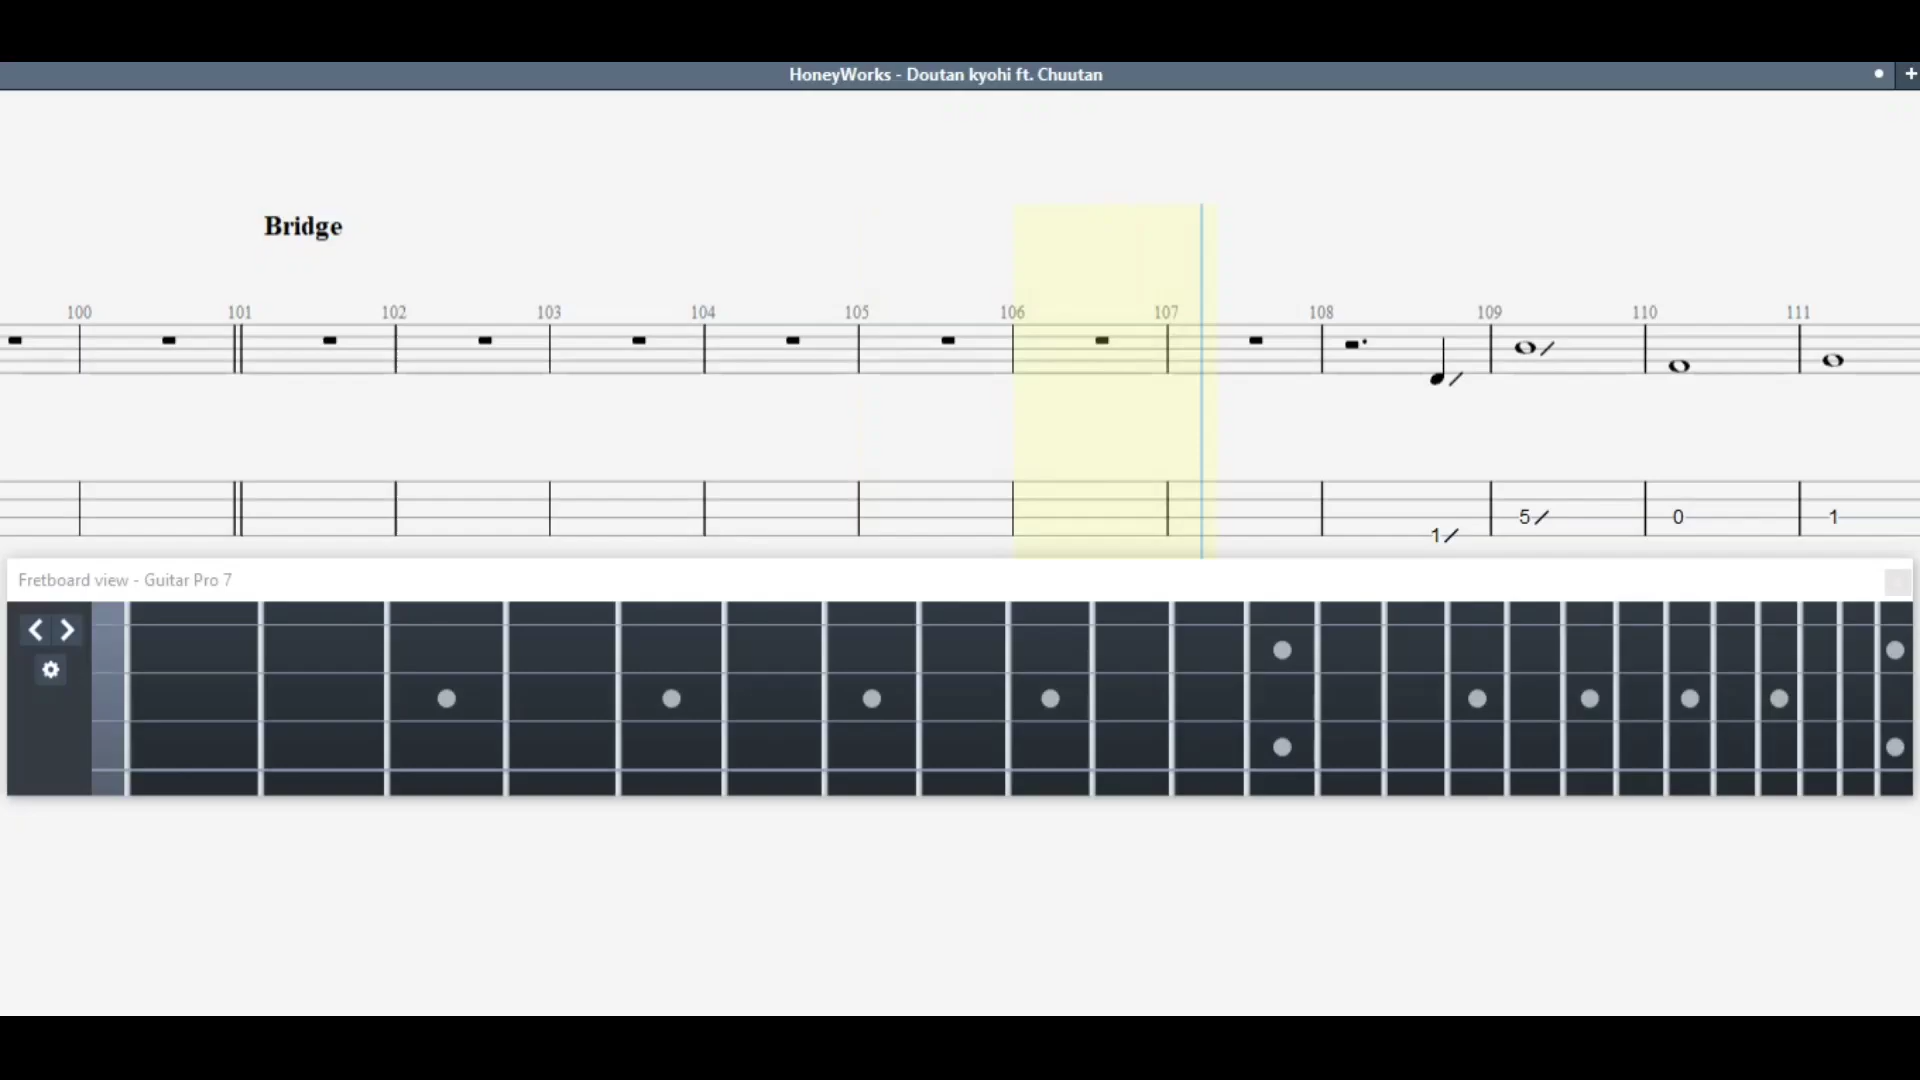 HoneyWorks - Doutan kyohi ft. Chuutan
Bridge
100 101 102 103 104 105 106 107 108 109 110 111
1 5 0 1
Fretboard view - Guitar Pro 7